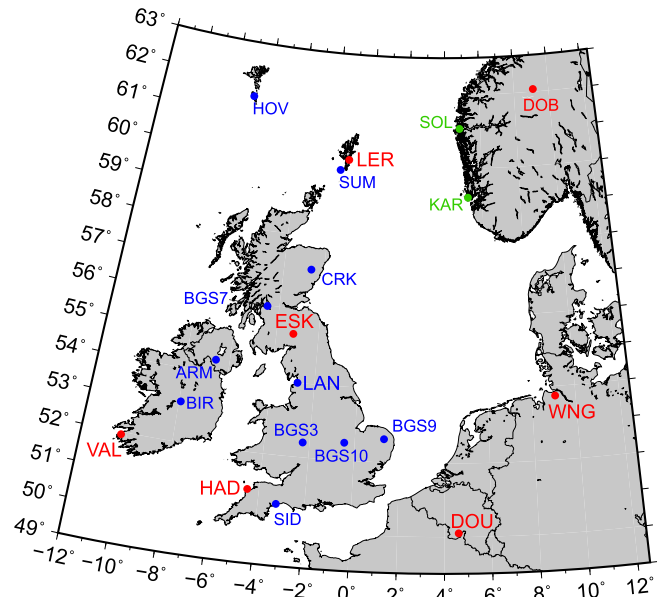 63°
62°
61°
60°
59°
58°
57°
56°
55°
54°
53°
52°
51°
50°
49°
−12°
−10°
−8°
−6°
−4°
−2°
0°
2°
4°
6°
8°
10°
12°
HOV
DOB
SOL
LER
SUM
KAR
CRK
BGS7
ESK
ARM
LAN
BIR
WNG
BGS3
BGS9
VAL
BGS10
HAD
SID
DOU